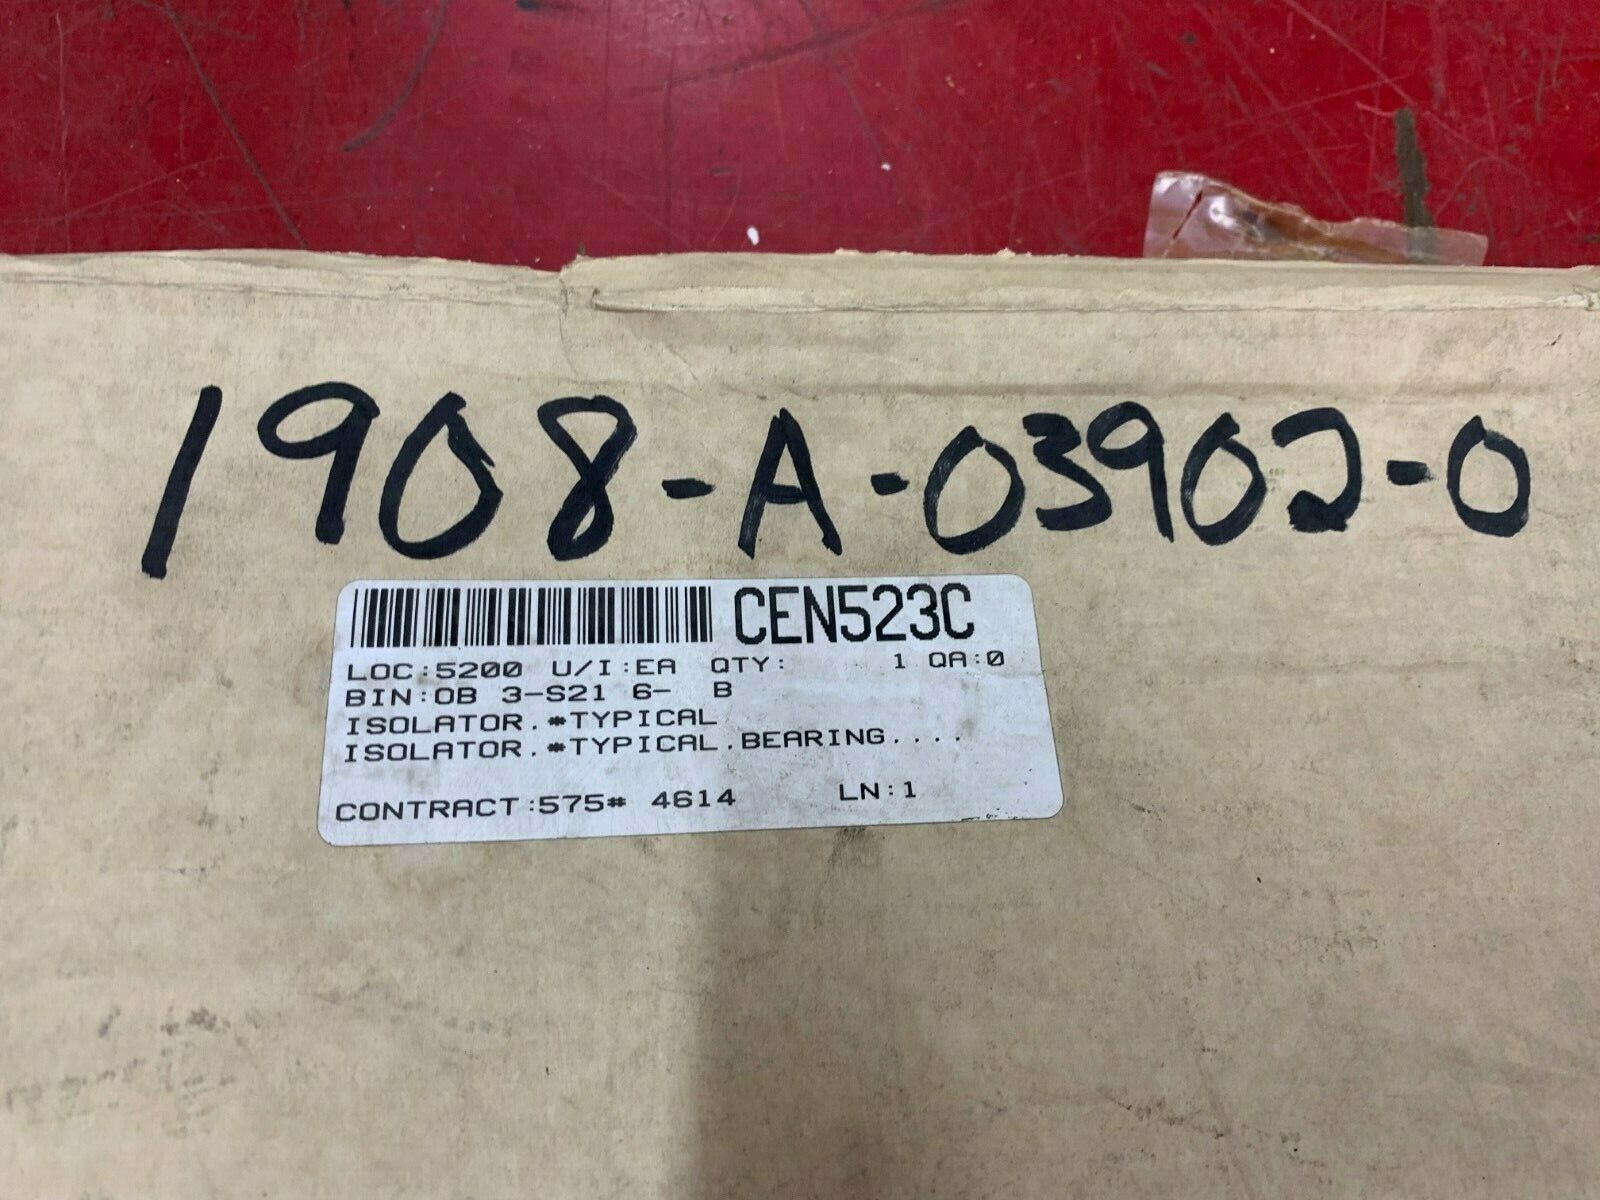 1908-A-03902-0
CEN523C
LOC:5200 U/I:EA QTY: 1 QA:0
BIN:OB 3-S21 6- B
ISOLATOR.*TYPICAL
ISOLATOR.*TYPICAL.BEARING....
CONTRACT:575# 4614 LN:1